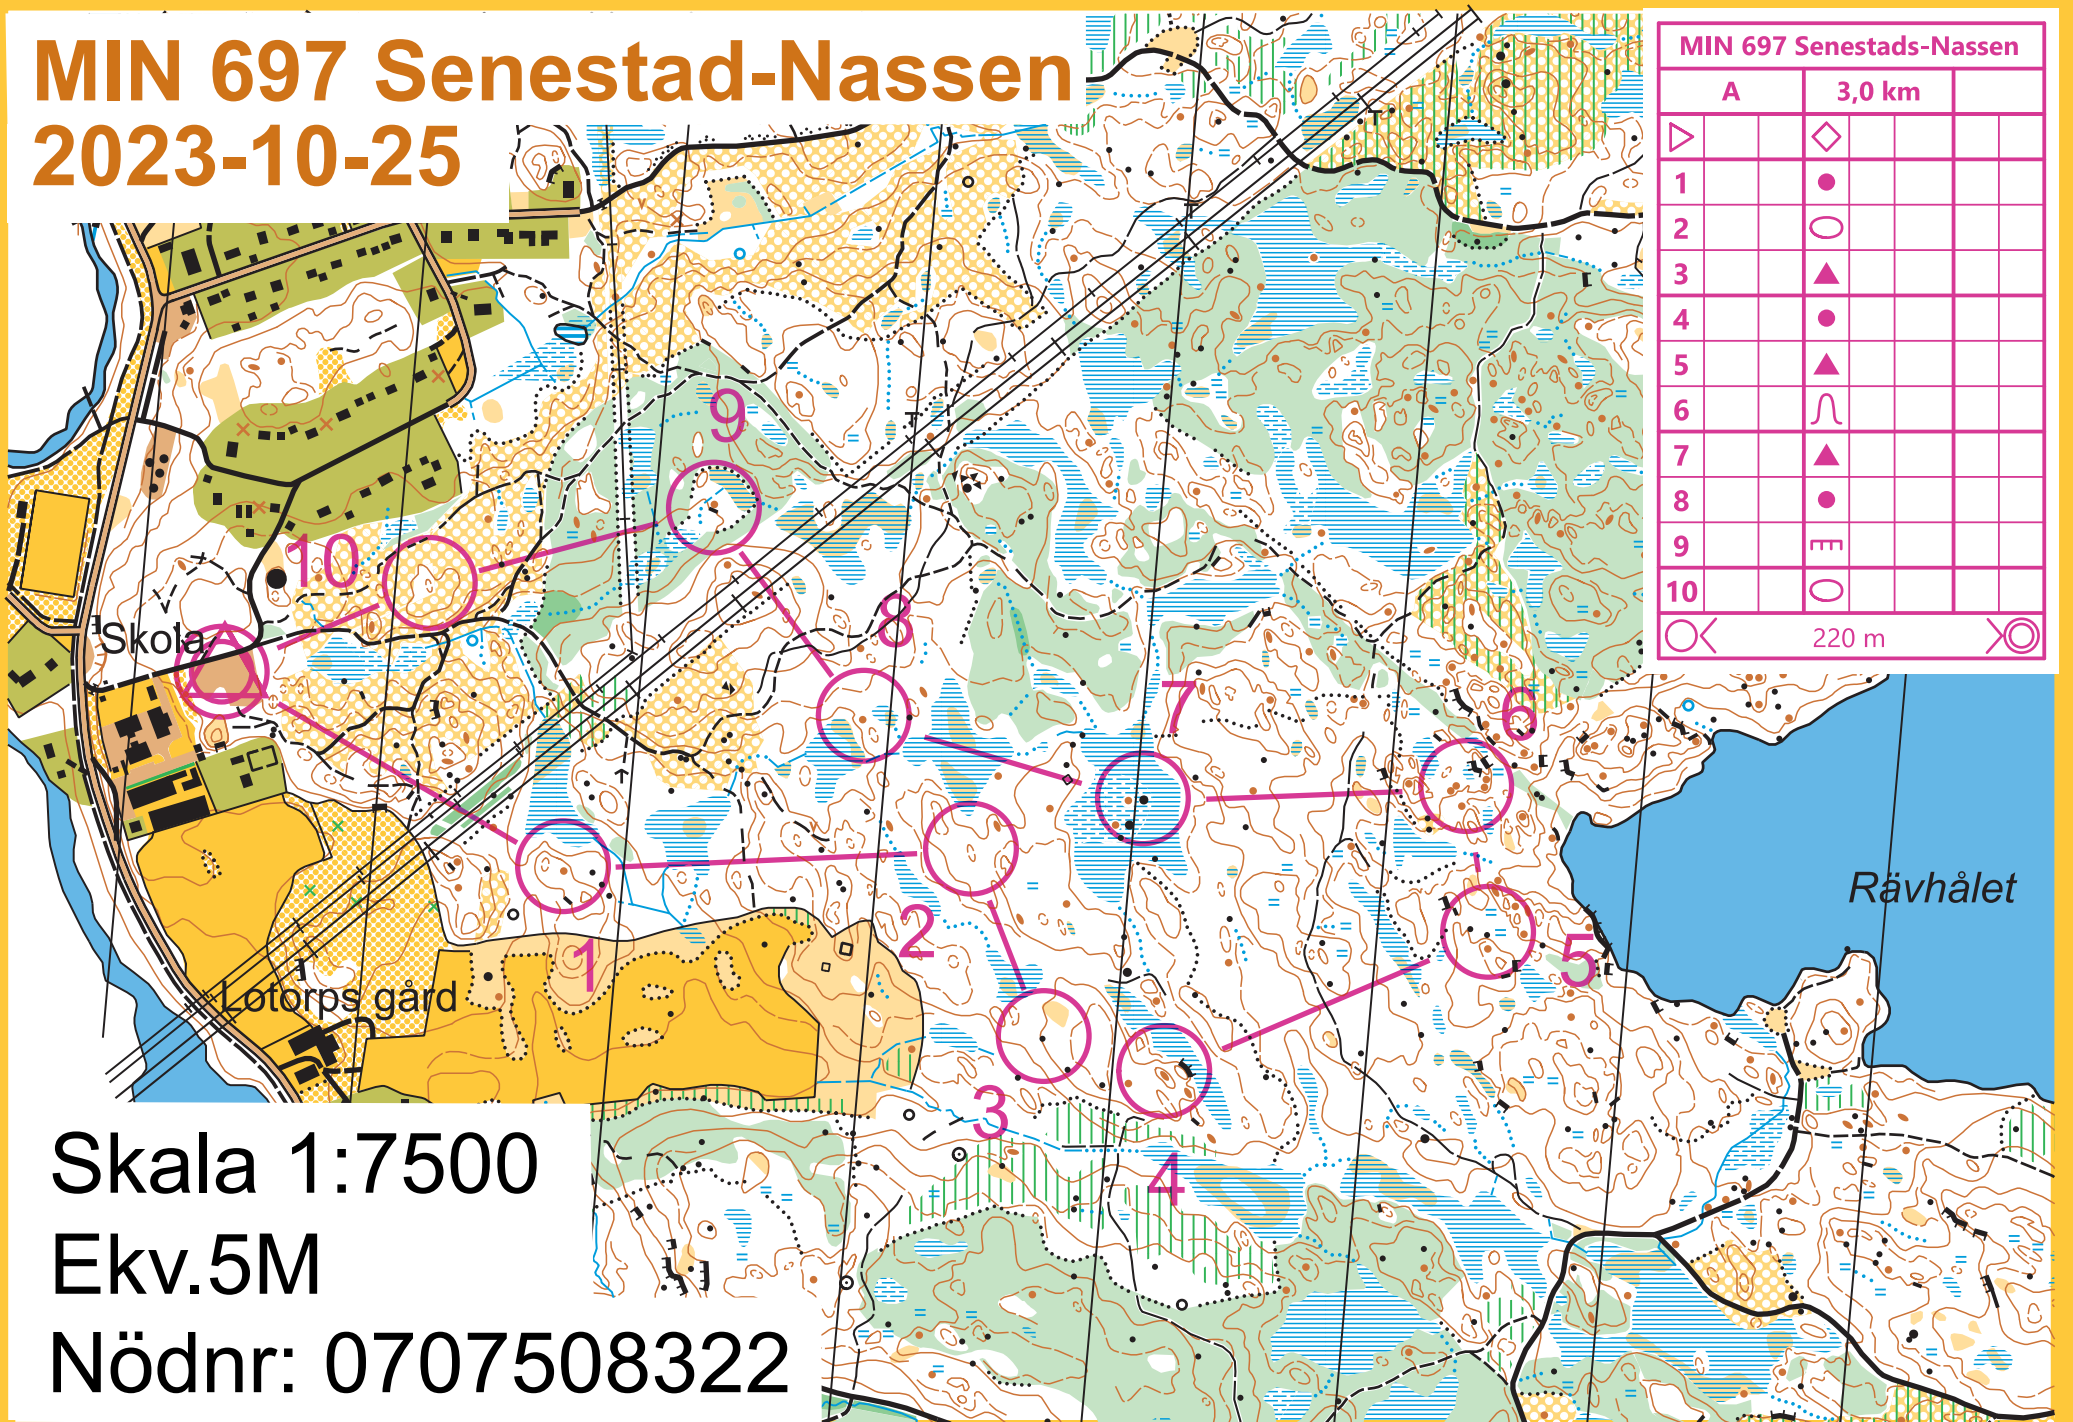 MIN 697 Senestad-Nassen
2023-10-25
MIN 697 Senestads-Nassen
A 3,0 km
1
2
3
4
5
6
7
8
9
10
220 m
9
10
8
Skola
7
6
Rävhålet
2
1
5
Lotorps gård
3
4
Skala 1:7500
Ekv.5M
Nödnr: 0707508322